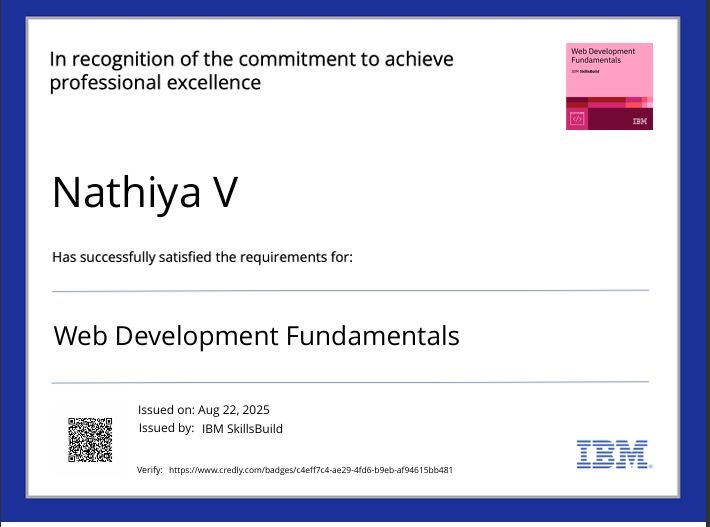 In recognition of the commitment to achieve
professional excellence
Web Development
Fundamentals
IBM SkillsBuild
</>
IBM
Nathiya V
Has successfully satisfied the requirements for:
Web Development Fundamentals
Issued on: Aug 22, 2025
Issued by: IBM SkillsBuild
Verify: https://www.credly.com/badges/c4eff7c4-ae29-4fd6-b9eb-af94615bb481
IBM.